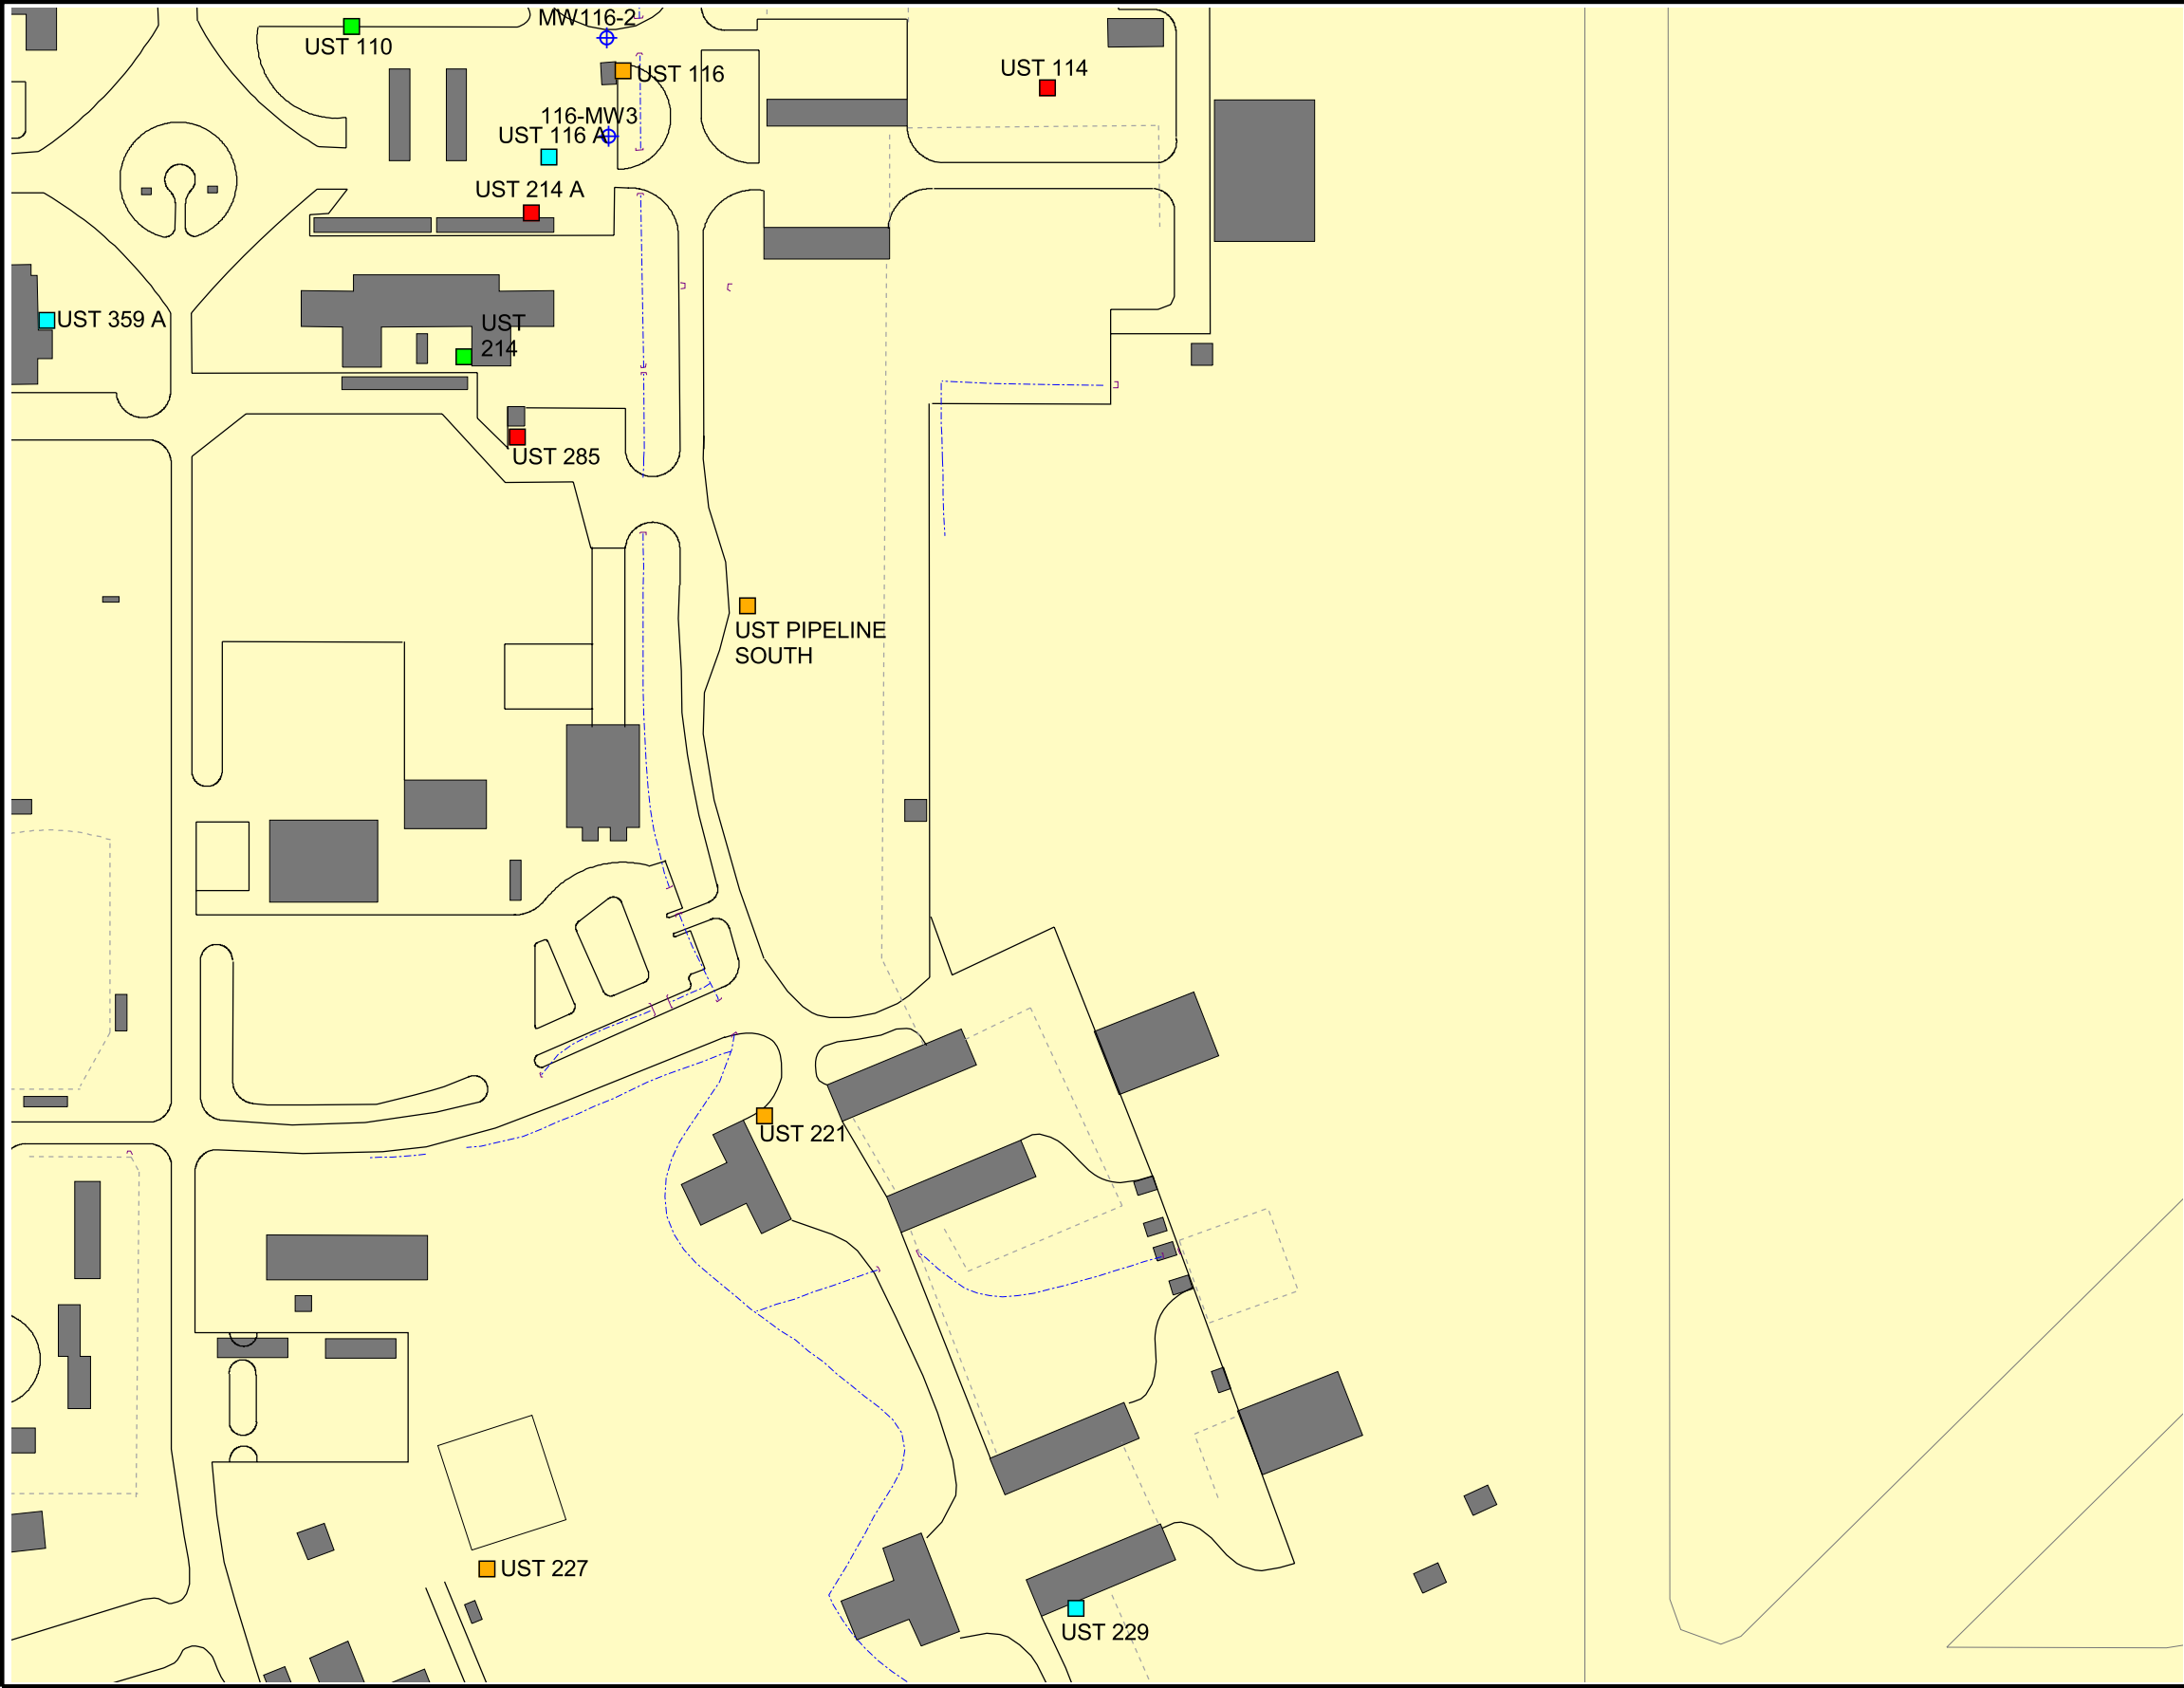 MW116-2
UST 110
UST 116
UST 114
116-MW3
UST 116 A
UST 214 A
UST 359 A
UST
214
UST 285
UST PIPELINE
SOUTH
UST 221
UST 227
UST 229